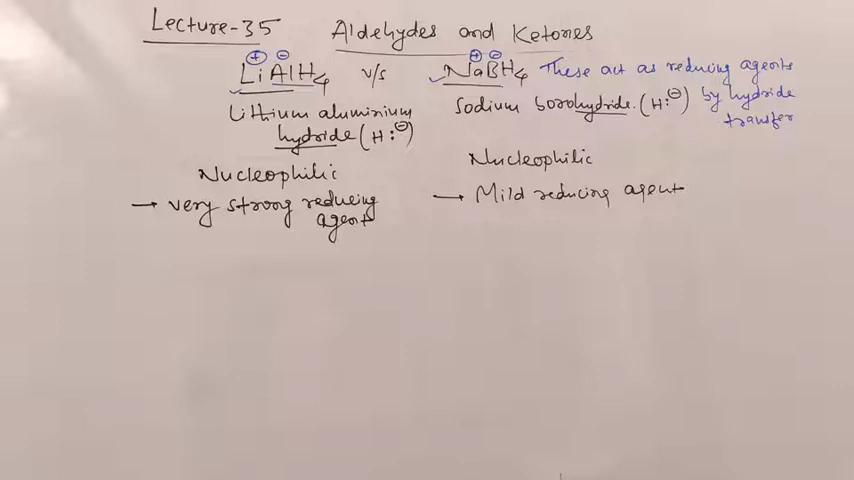 Lecture-35 Aldehydes and Ketones
⊕ ⊖ ⊕ ⊖
LiAlH4 v/s NaBH4 These act as reducing agents
Lithium aluminium Sodium borohydride (H:⊖) by hydride
hydride (H:⊖) transfer
Nucleophilic Nucleophilic
→ very strong reducing → Mild reducing agent
agent